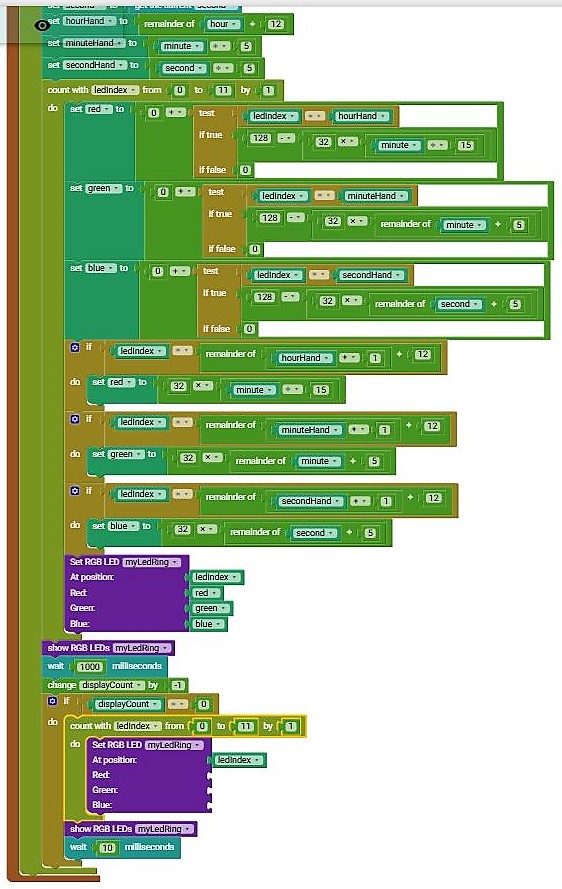 set second to get the current second
set hourHand to remainder of hour ÷ 12
set minuteHand to minute ÷ 5
set secondHand to second ÷ 5
count with ledIndex from 0 to 11 by 1
do set red to 0 + test ledIndex = hourHand
if true 128 - 32 × minute ÷ 15
if false 0
set green to 0 + test ledIndex = minuteHand
if true 128 - 32 × remainder of minute ÷ 5
if false 0
set blue to 0 + test ledIndex = secondHand
if true 128 - 32 × remainder of second ÷ 5
if false 0
if ledIndex = remainder of hourHand + 1 ÷ 12
do set red to 32 × minute ÷ 15
if ledIndex = remainder of minuteHand + 1 ÷ 12
do set green to 32 × remainder of minute ÷ 5
if ledIndex = remainder of secondHand + 1 ÷ 12
do set blue to 32 × remainder of second ÷ 5
Set RGB LED myLedRing
At position: ledIndex
Red: red
Green: green
Blue: blue
show RGB LEDs myLedRing
wait 1000 milliseconds
change displayCount by -1
if displayCount = 0
do count with ledIndex from 0 to 11 by 1
do Set RGB LED myLedRing
At position: ledIndex
Red:
Green:
Blue:
show RGB LEDs myLedRing
wait 10 milliseconds